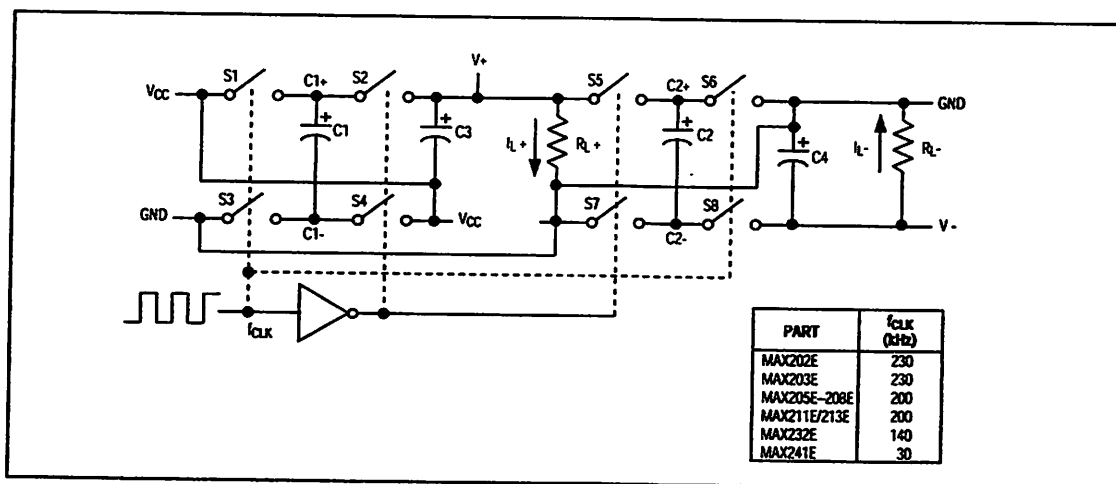 V+
S1 C1+ S2 S5 C2+ S6
VCC GND
C1 C3 IL+ RL+ C2 C4 IL- RL-
S3 S4 S7 S8
GND VCC V-
C1- C2-
fCLK
PART fCLK (kHz)
MAX202E 230
MAX203E 230
MAX205E–208E 200
MAX211E/213E 200
MAX232E 140
MAX241E 30